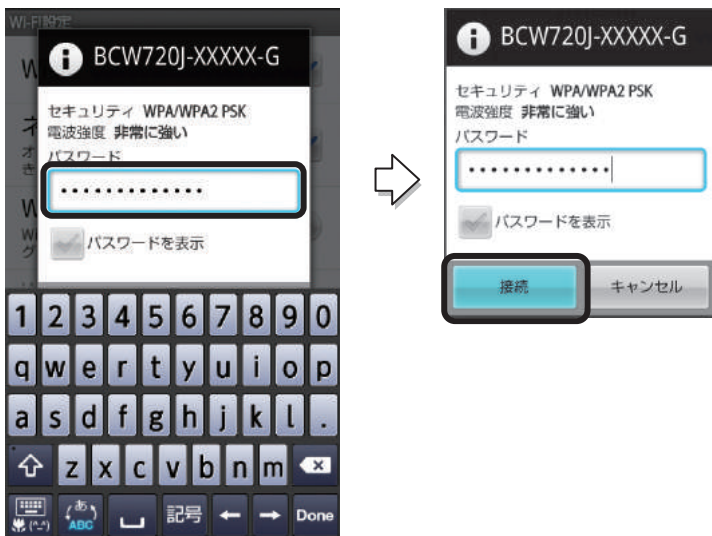 Wi-Fi設定
BCW720J-XXXXX-G
セキュリティ WPA/WPA2 PSK
電波強度 非常に強い
パスワード
•••••••••••••
パスワードを表示
1 2 3 4 5 6 7 8 9 0
q w e r t y u i o p
a s d f g h j k l .
z x c v b n m
(^_^) あ ABC 記号 ← → Done
BCW720J-XXXXX-G
セキュリティ WPA/WPA2 PSK
電波強度 非常に強い
パスワード
•••••••••••••
パスワードを表示
接続 キャンセル